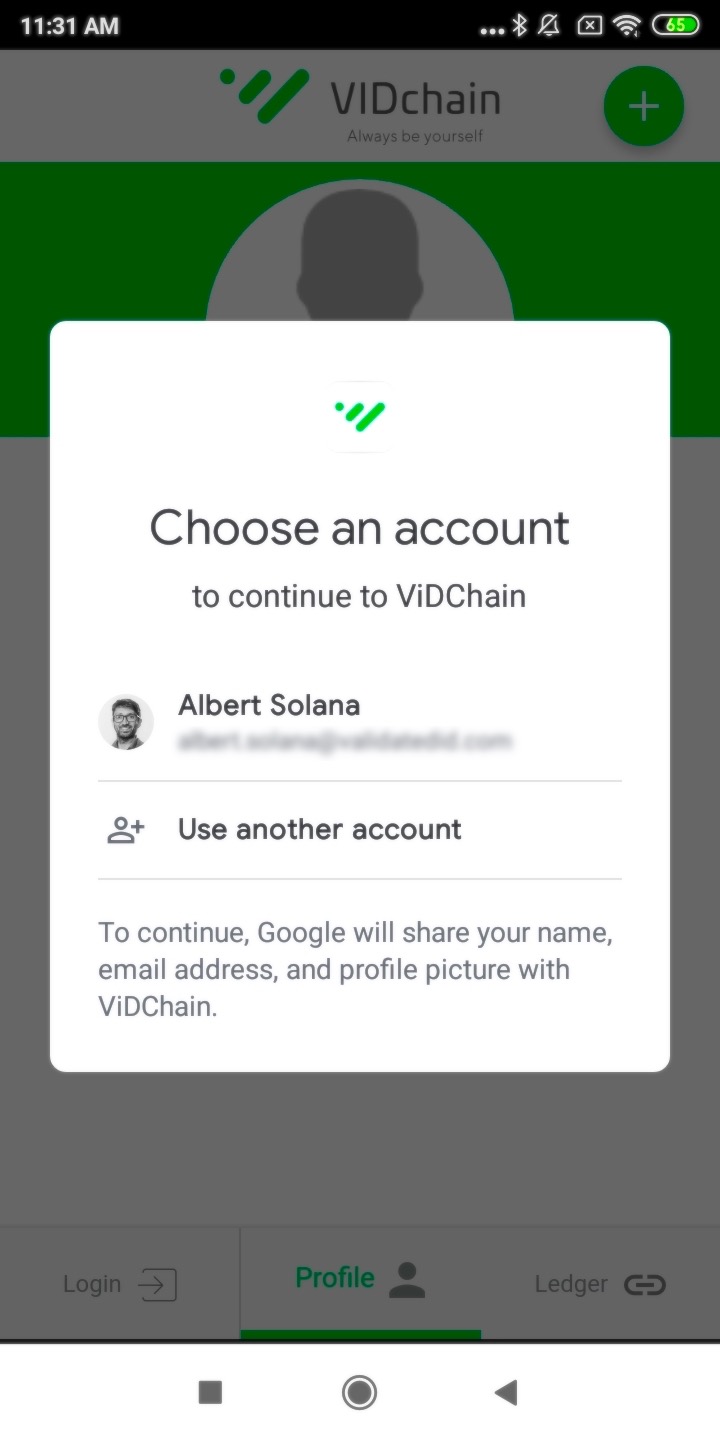 11:31 AM
65
VIDchain
Always be yourself
Choose an account
to continue to ViDChain
Albert Solana
Use another account
To continue, Google will share your name,
email address, and profile picture with
ViDChain.
Login
Profile
Ledger